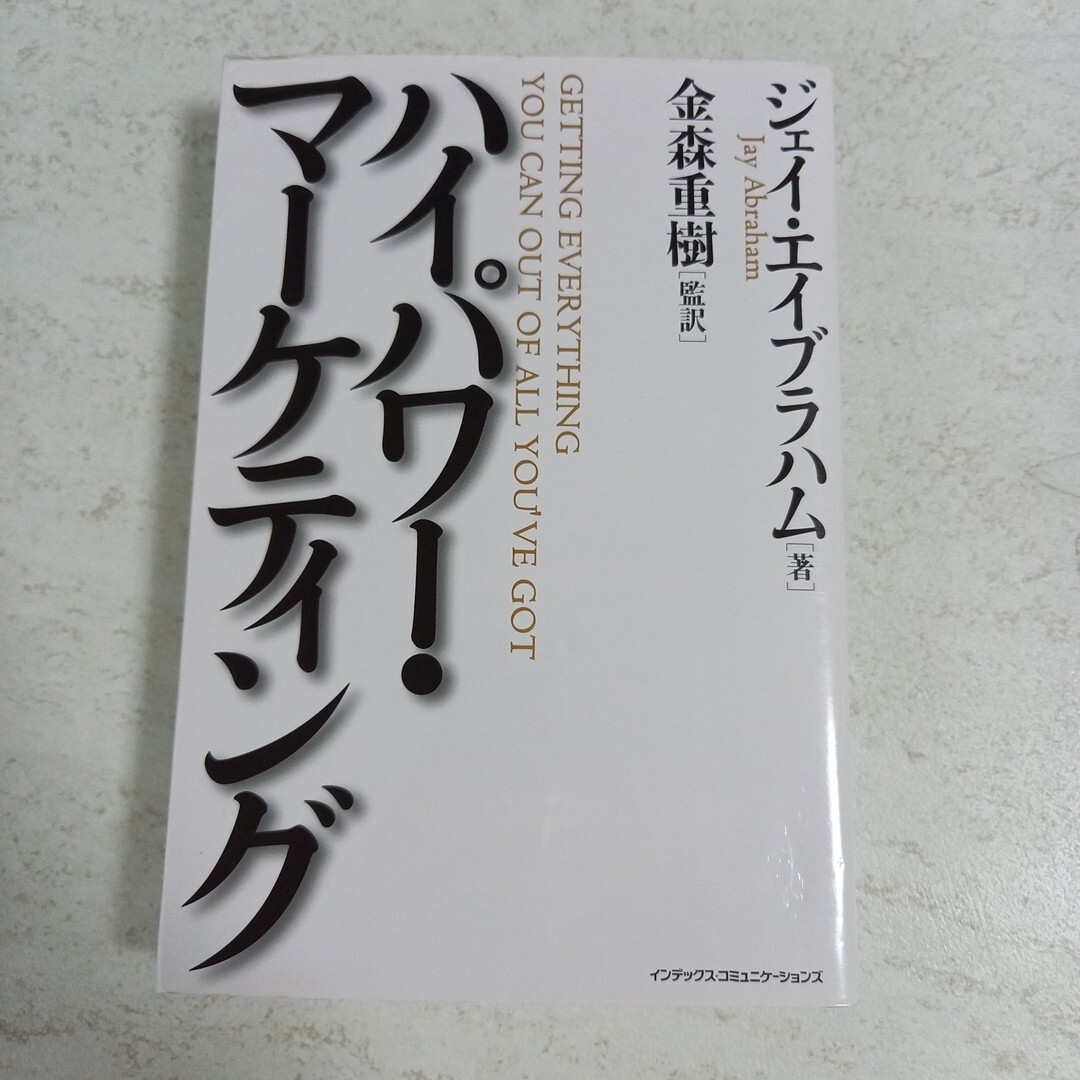 ジェイ・エイブラハム[著]
Jay Abraham
金森重樹[監訳]
GETTING EVERYTHING
YOU CAN OUT OF ALL YOU'VE GOT
ハイパワー・
マーケティング
インデックス・コミュニケーションズ